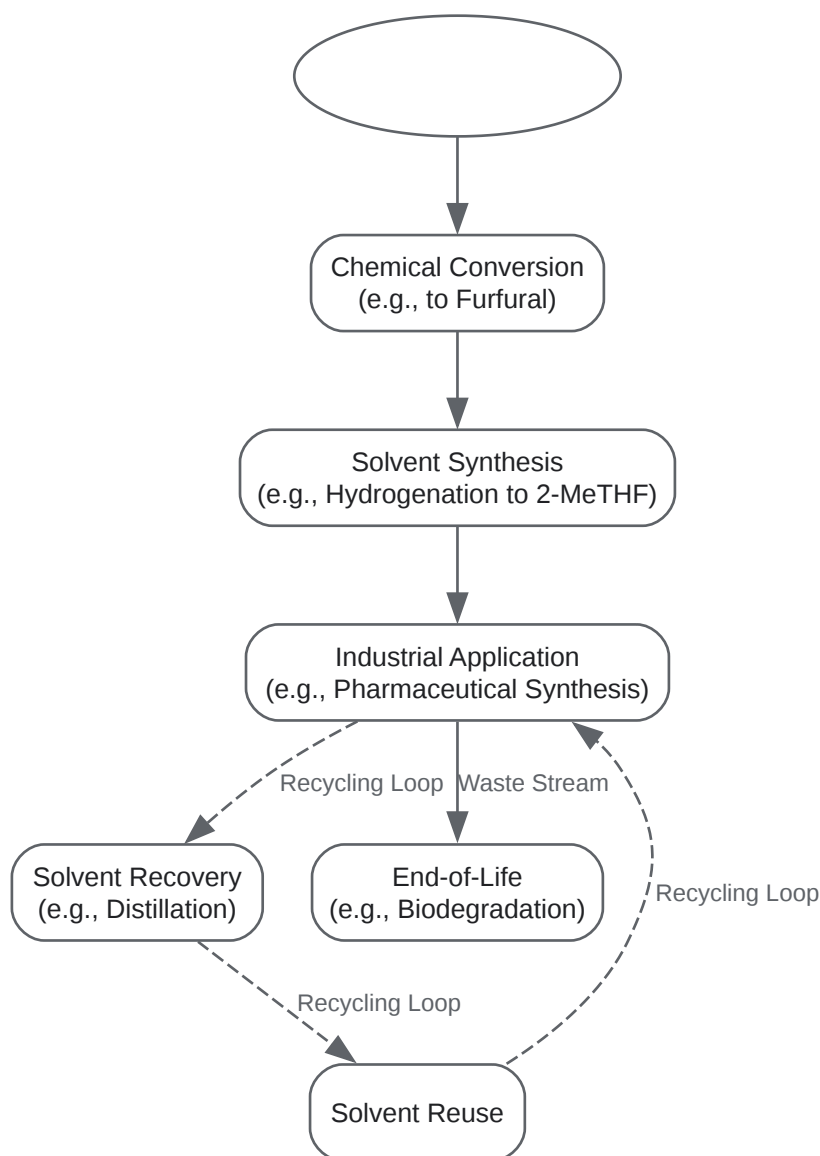 Chemical Conversion
(e.g., to Furfural)
Solvent Synthesis
(e.g., Hydrogenation to 2-MeTHF)
Industrial Application
(e.g., Pharmaceutical Synthesis)
Recycling Loop
Waste Stream
Solvent Recovery
(e.g., Distillation)
End-of-Life
(e.g., Biodegradation)
Recycling Loop
Recycling Loop
Solvent Reuse